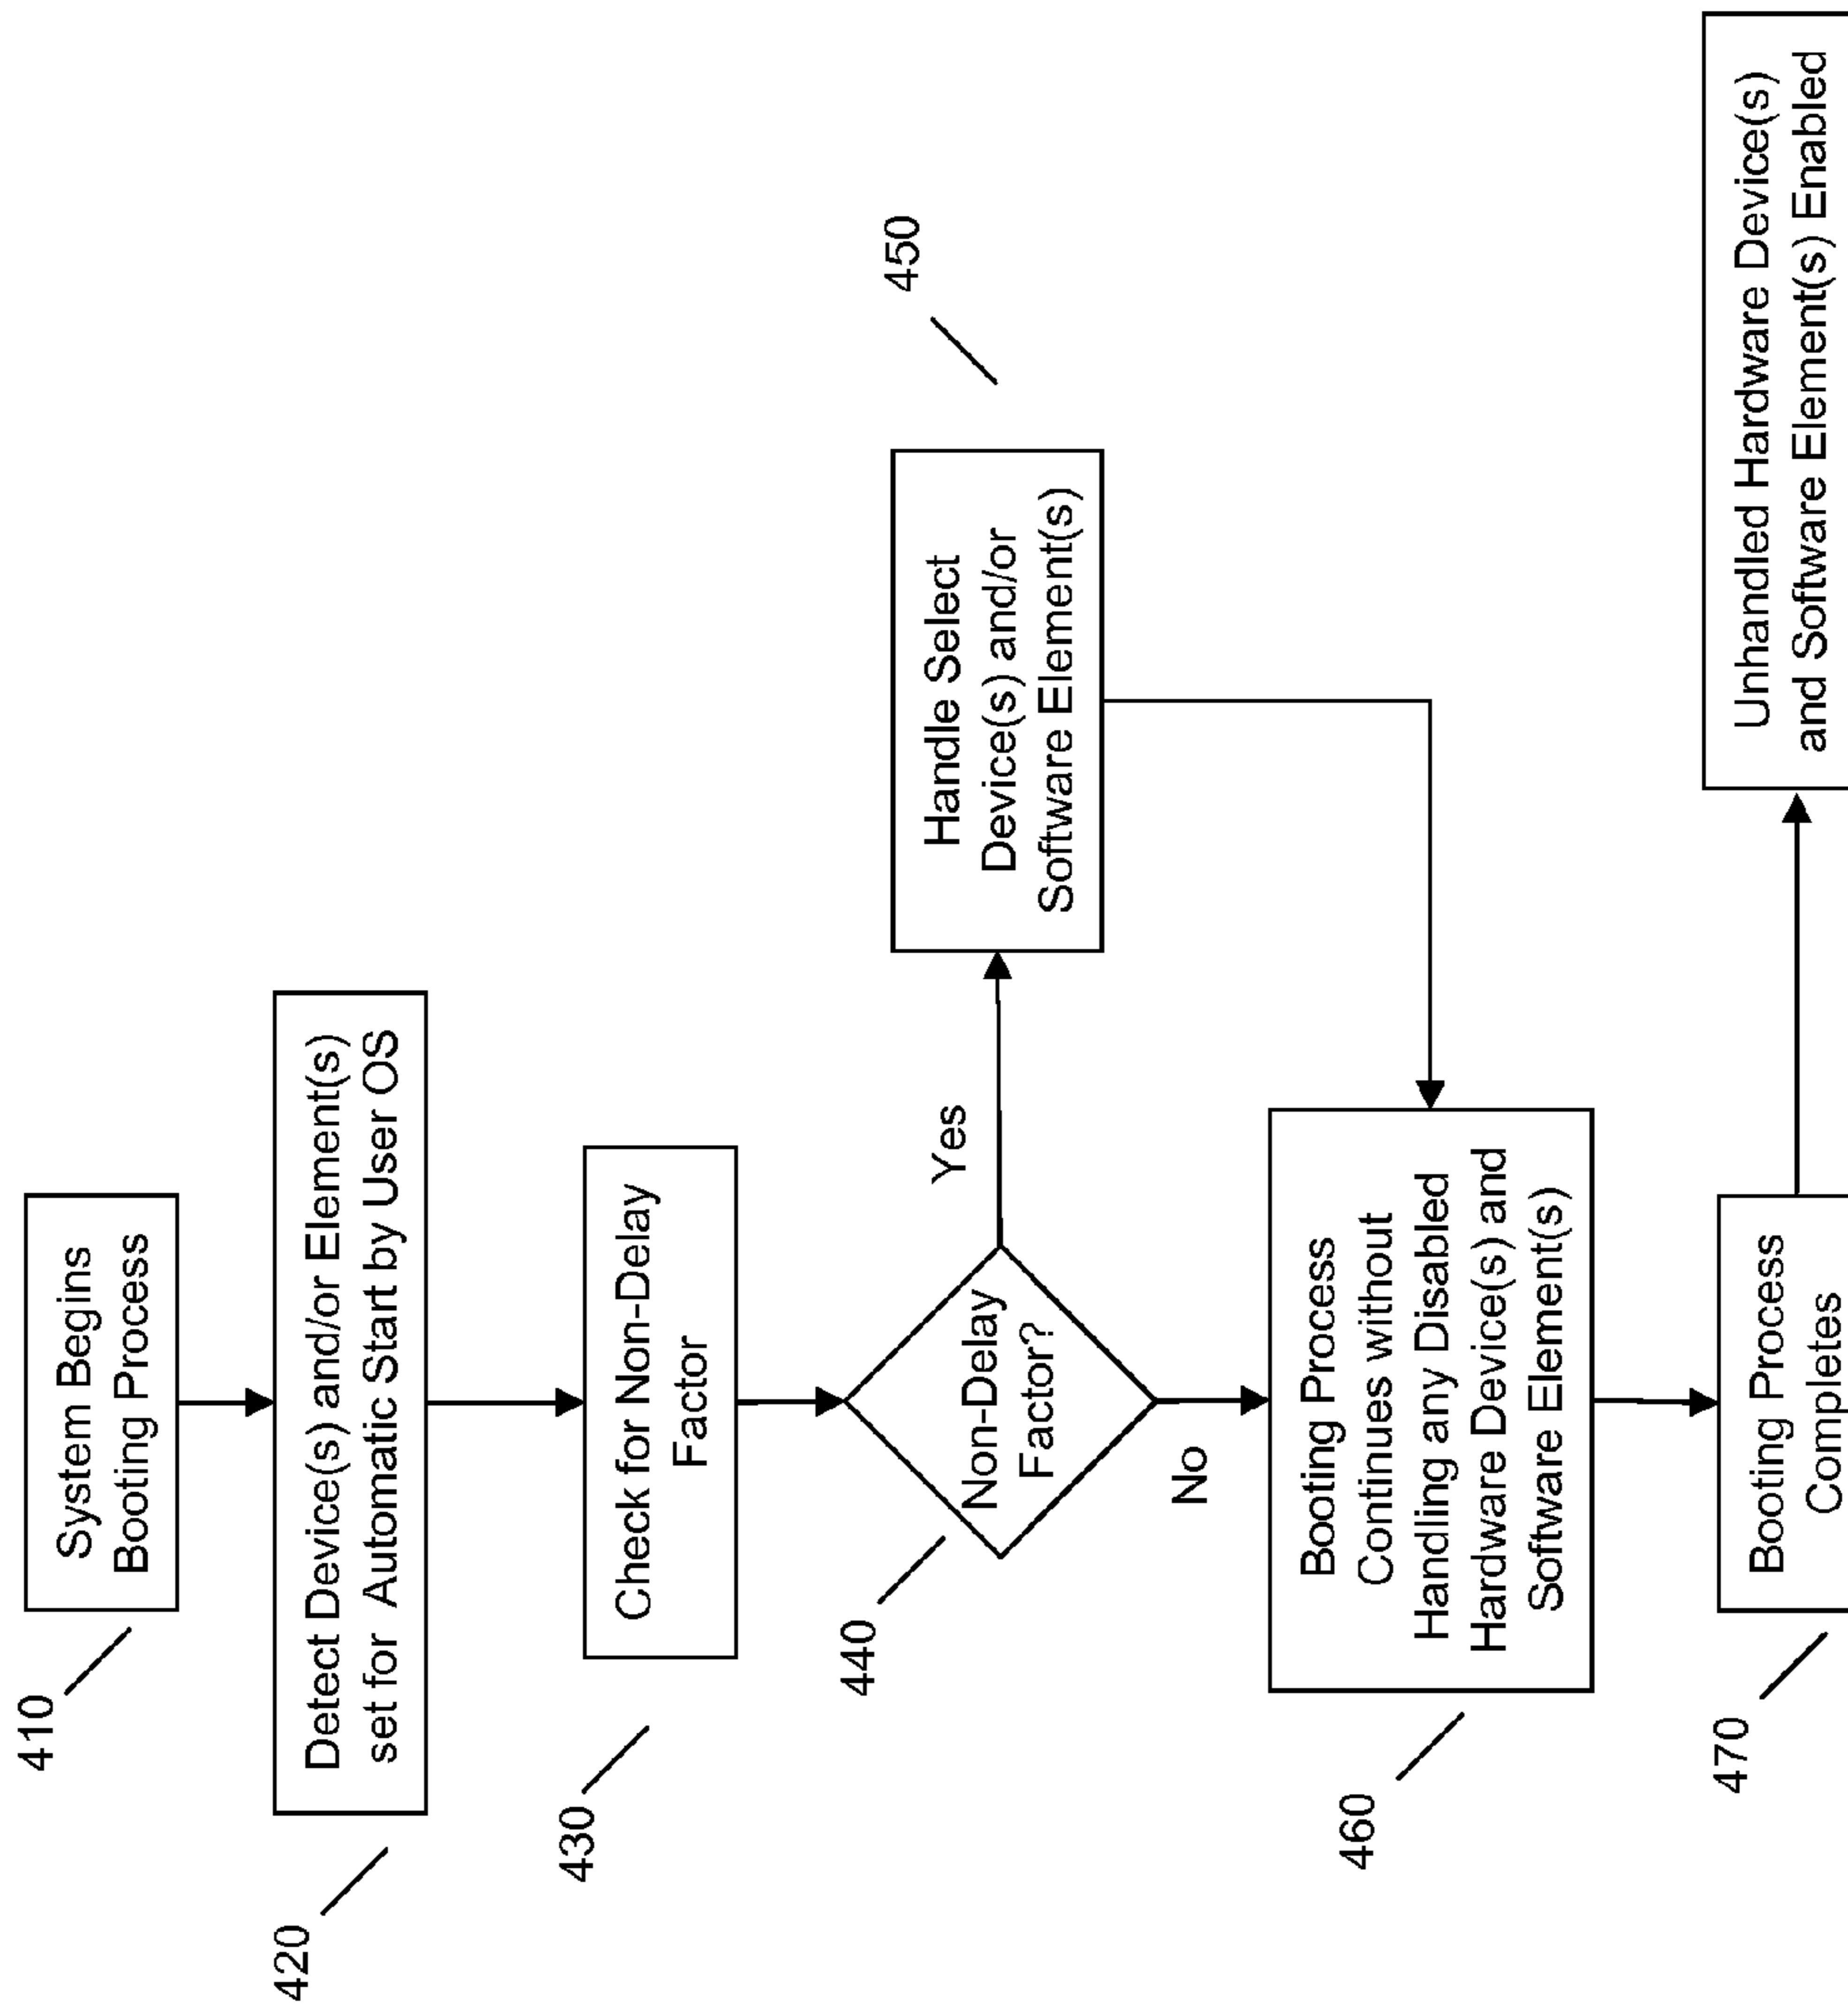 410
System Begins
Booting Process
420
Detect Device(s) and/or Element(s)
set for Automatic Start by User OS
430
Check for Non-Delay
Factor
440
Non-Delay
Factor?
Yes
450
Handle Select
Device(s) and/or
Software Element(s)
No
460
Booting Process
Continues without
Handling any Disabled
Hardware Device(s) and
Software Element(s)
470
Booting Process
Completes
Unhandled Hardware Device(s)
and Software Element(s) Enabled